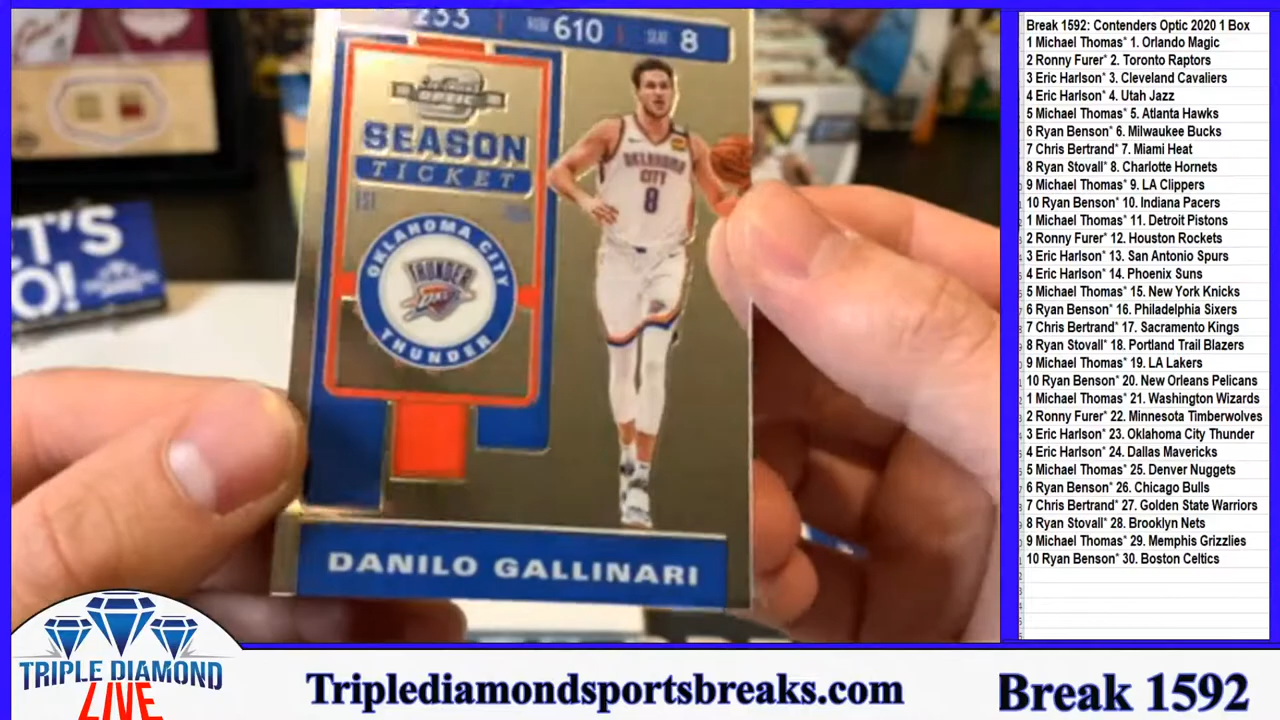 233 ROW 610 SEAT 8
OPTIC
SEASON
TICKET
EST
OKLAHOMA CITY
THUNDER
OKC
THUNDER
OKLAHOMA
CITY
8
DANILO GALLINARI
LET'S
GO!
TRIPLE DIAMOND
LIVE
Triplediamondsportsbreaks.com
Break 1592
Break 1592: Contenders Optic 2020 1 Box
1 Michael Thomas* 1. Orlando Magic
2 Ronny Furer* 2. Toronto Raptors
3 Eric Harlson* 3. Cleveland Cavaliers
4 Eric Harlson* 4. Utah Jazz
5 Michael Thomas* 5. Atlanta Hawks
6 Ryan Benson* 6. Milwaukee Bucks
7 Chris Bertrand* 7. Miami Heat
8 Ryan Stovall* 8. Charlotte Hornets
9 Michael Thomas* 9. LA Clippers
10 Ryan Benson* 10. Indiana Pacers
1 Michael Thomas* 11. Detroit Pistons
2 Ronny Furer* 12. Houston Rockets
3 Eric Harlson* 13. San Antonio Spurs
4 Eric Harlson* 14. Phoenix Suns
5 Michael Thomas* 15. New York Knicks
6 Ryan Benson* 16. Philadelphia Sixers
7 Chris Bertrand* 17. Sacramento Kings
8 Ryan Stovall* 18. Portland Trail Blazers
9 Michael Thomas* 19. LA Lakers
10 Ryan Benson* 20. New Orleans Pelicans
1 Michael Thomas* 21. Washington Wizards
2 Ronny Furer* 22. Minnesota Timberwolves
3 Eric Harlson* 23. Oklahoma City Thunder
4 Eric Harlson* 24. Dallas Mavericks
5 Michael Thomas* 25. Denver Nuggets
6 Ryan Benson* 26. Chicago Bulls
7 Chris Bertrand* 27. Golden State Warriors
8 Ryan Stovall* 28. Brooklyn Nets
9 Michael Thomas* 29. Memphis Grizzlies
10 Ryan Benson* 30. Boston Celtics